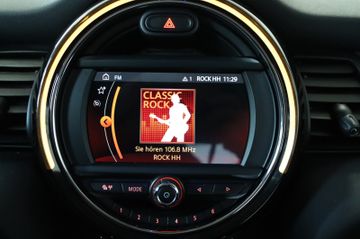 FM
1 ROCK HH 11:29
CLASSIC
ROCK
Sie hören 106.8 MHz
ROCK HH
MODE
1 2 3 4 5 6